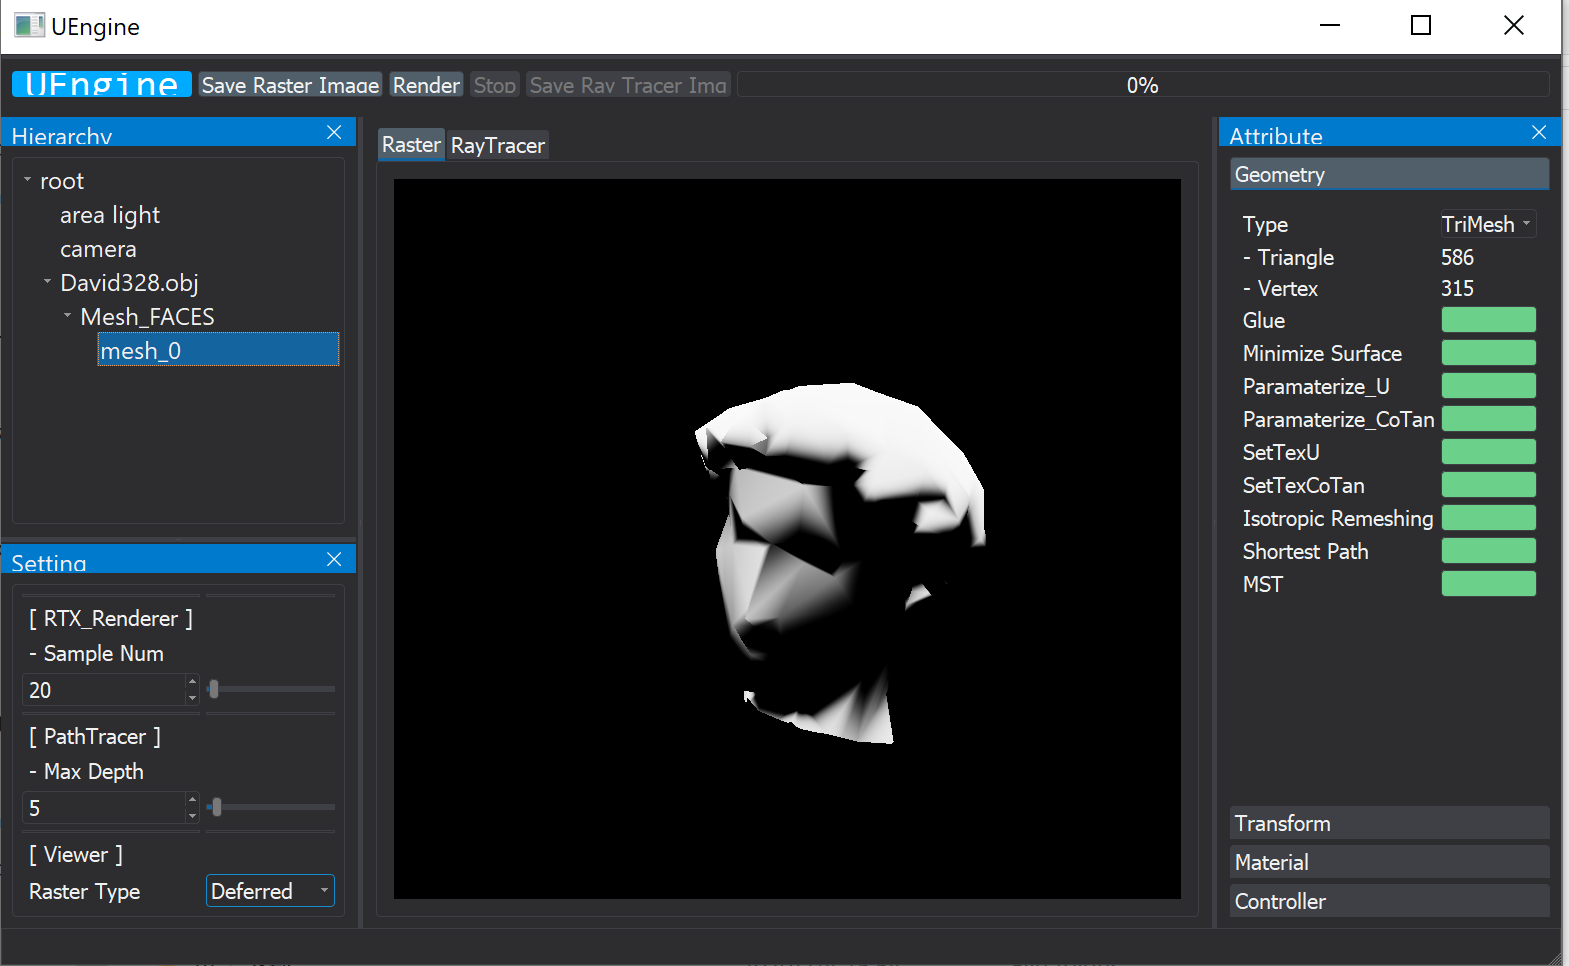 UEngine
UEngine Save Raster Image Render Stop Save Ray Tracer Ima 0%
Hierarchy
root
area light
camera
David328.obj
Mesh_FACES
mesh_0
Setting
[ RTX_Renderer ]
- Sample Num
20
[ PathTracer ]
- Max Depth
5
[ Viewer ]
Raster Type Deferred
Raster RayTracer
Attribute
Geometry
Type TriMesh
- Triangle 586
- Vertex 315
Glue
Minimize Surface
Paramaterize_U
Paramaterize_CoTan
SetTexU
SetTexCoTan
Isotropic Remeshing
Shortest Path
MST
Transform
Material
Controller